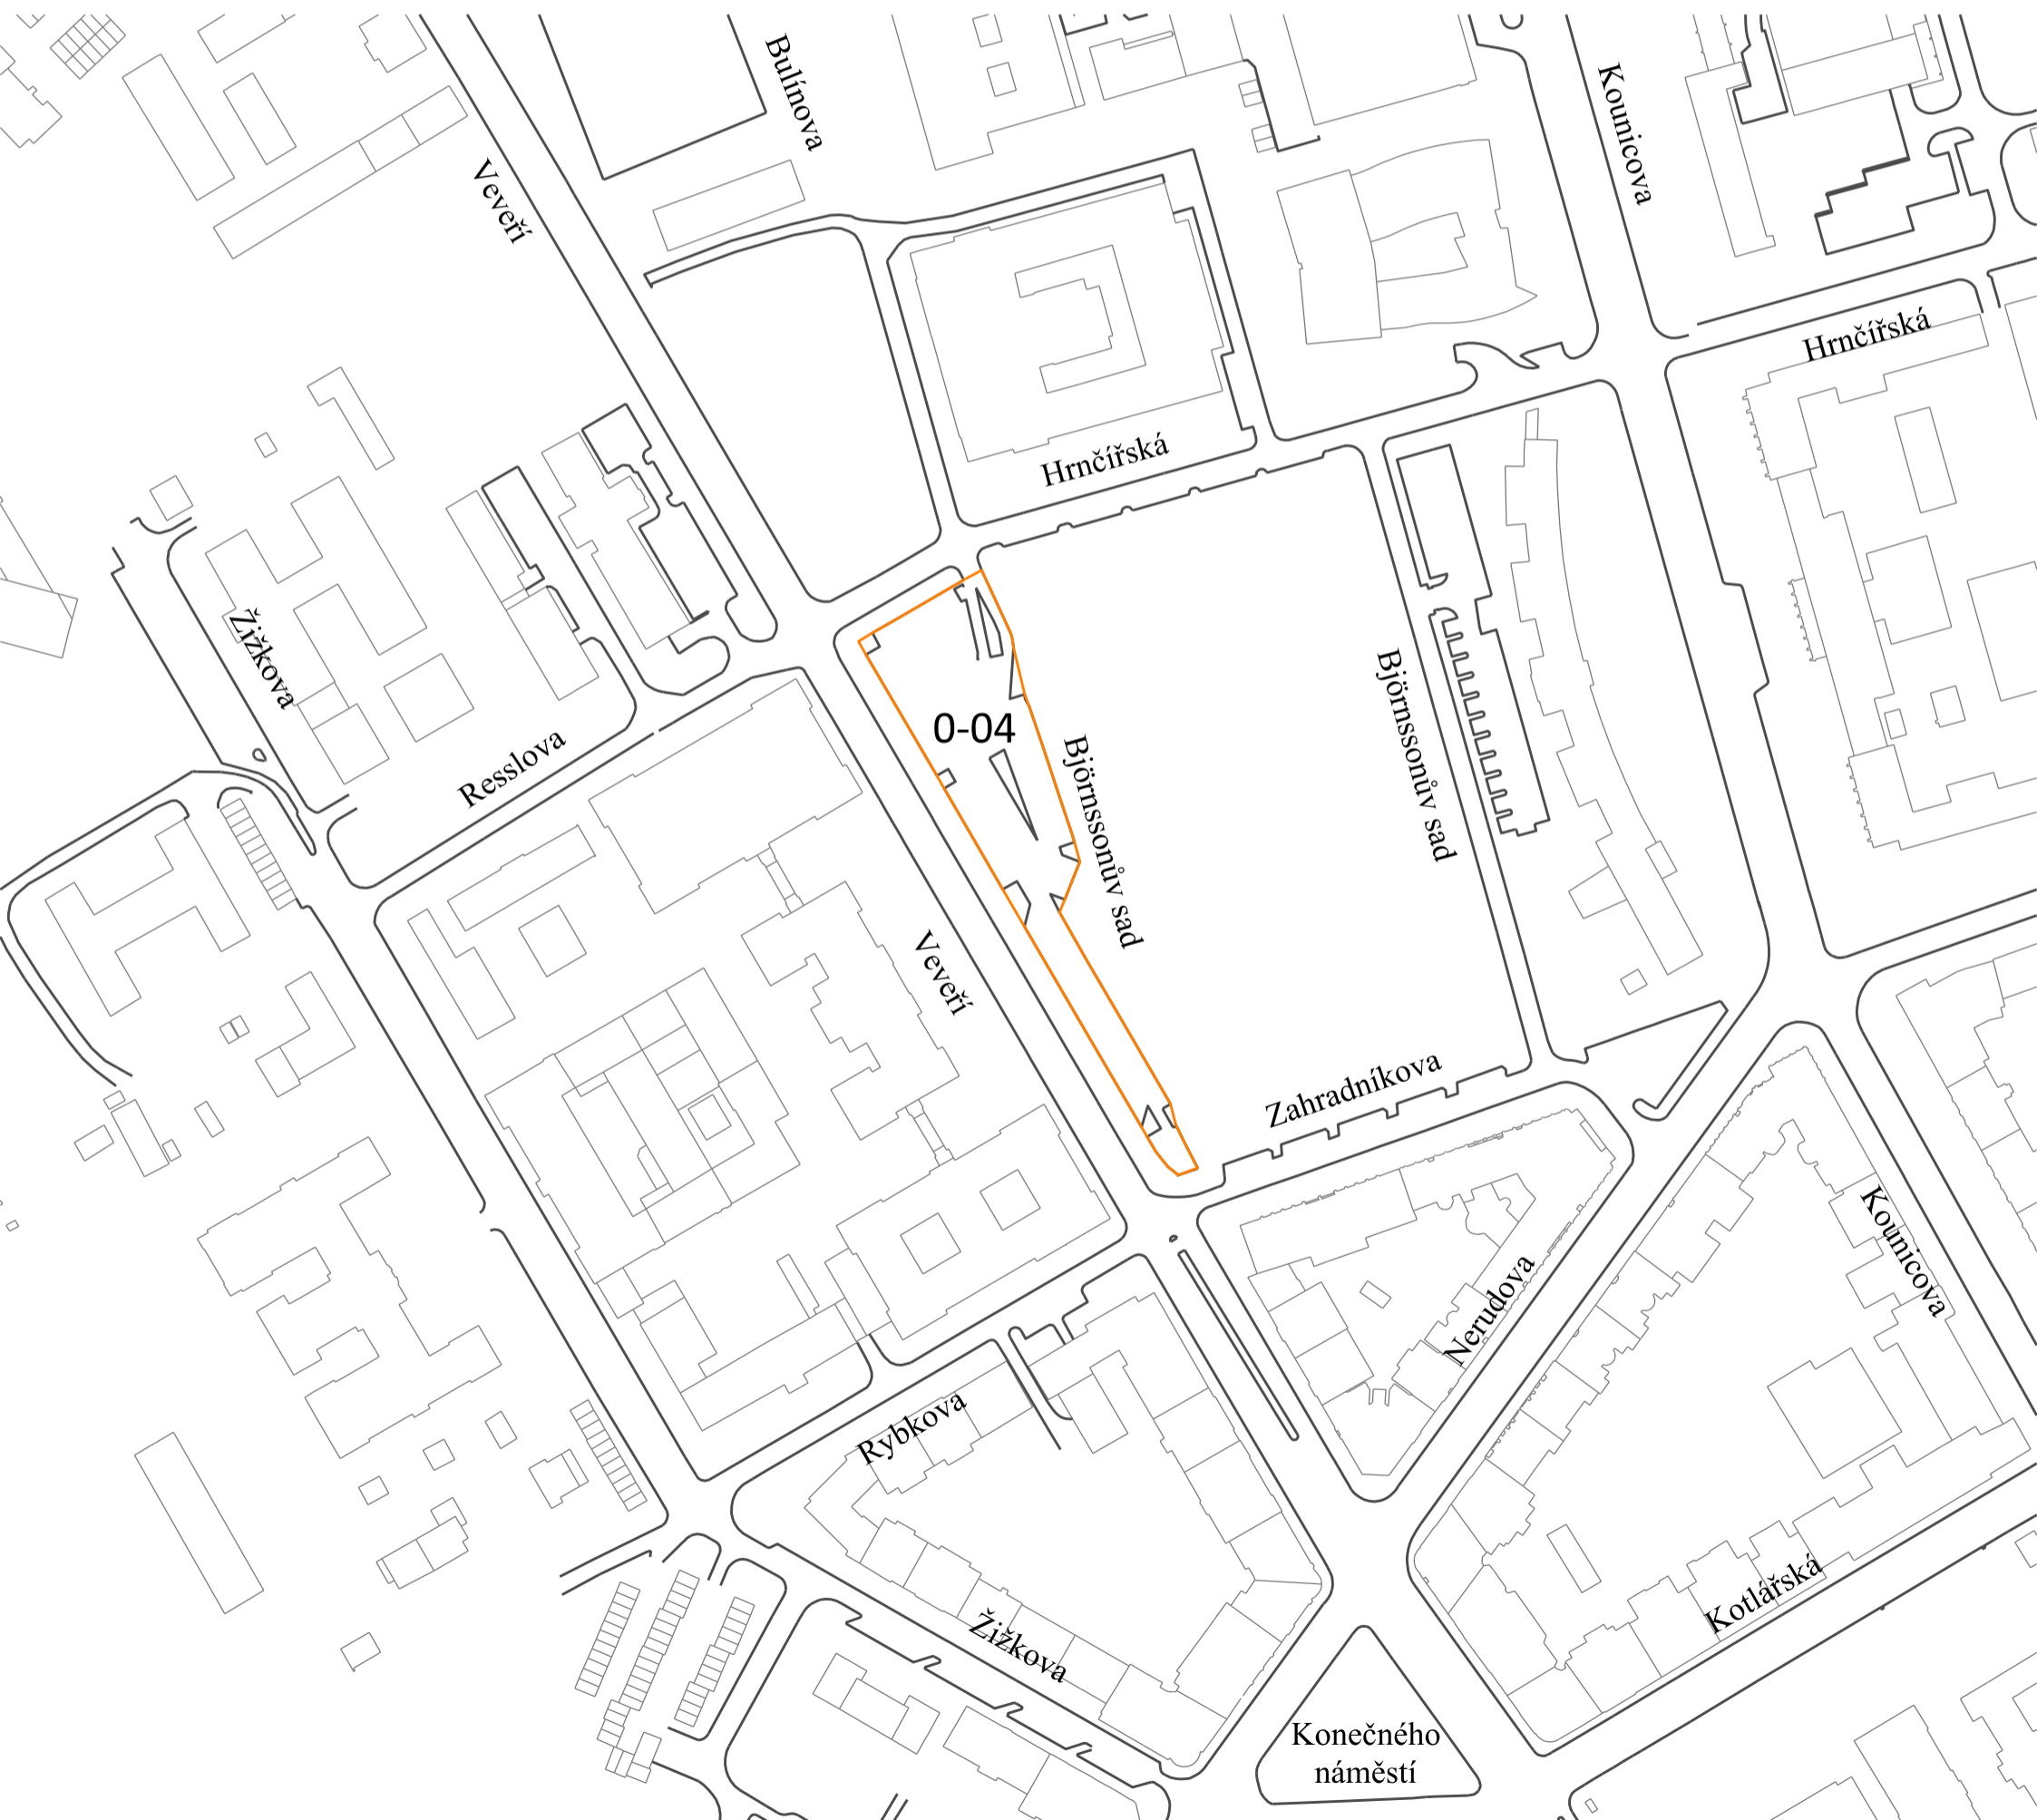 Bulínova
Kounicova
Veveří
Hrnčířská
Hrnčířská
Žižkova
Björnssonův sad
0-04
Resslova
Björnssonův sad
Veveří
Zahradníkova
Kounicova
Nerudova
Rybkova
Kotlářská
Žižkova
Konečného
náměstí